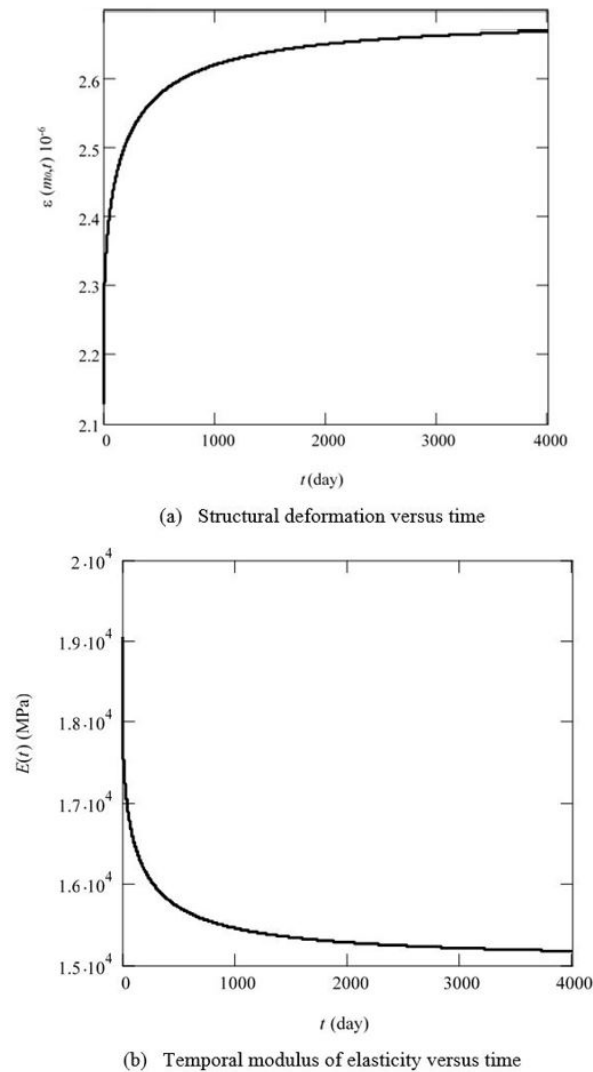 ε (m₀,t) 10⁻⁶
2.6
2.5
2.4
2.3
2.2
2.1
0 1000 2000 3000 4000
t (day)
(a) Structural deformation versus time
E(t) (MPa)
2·10⁴
1.9·10⁴
1.8·10⁴
1.7·10⁴
1.6·10⁴
1.5·10⁴
0 1000 2000 3000 4000
t (day)
(b) Temporal modulus of elasticity versus time